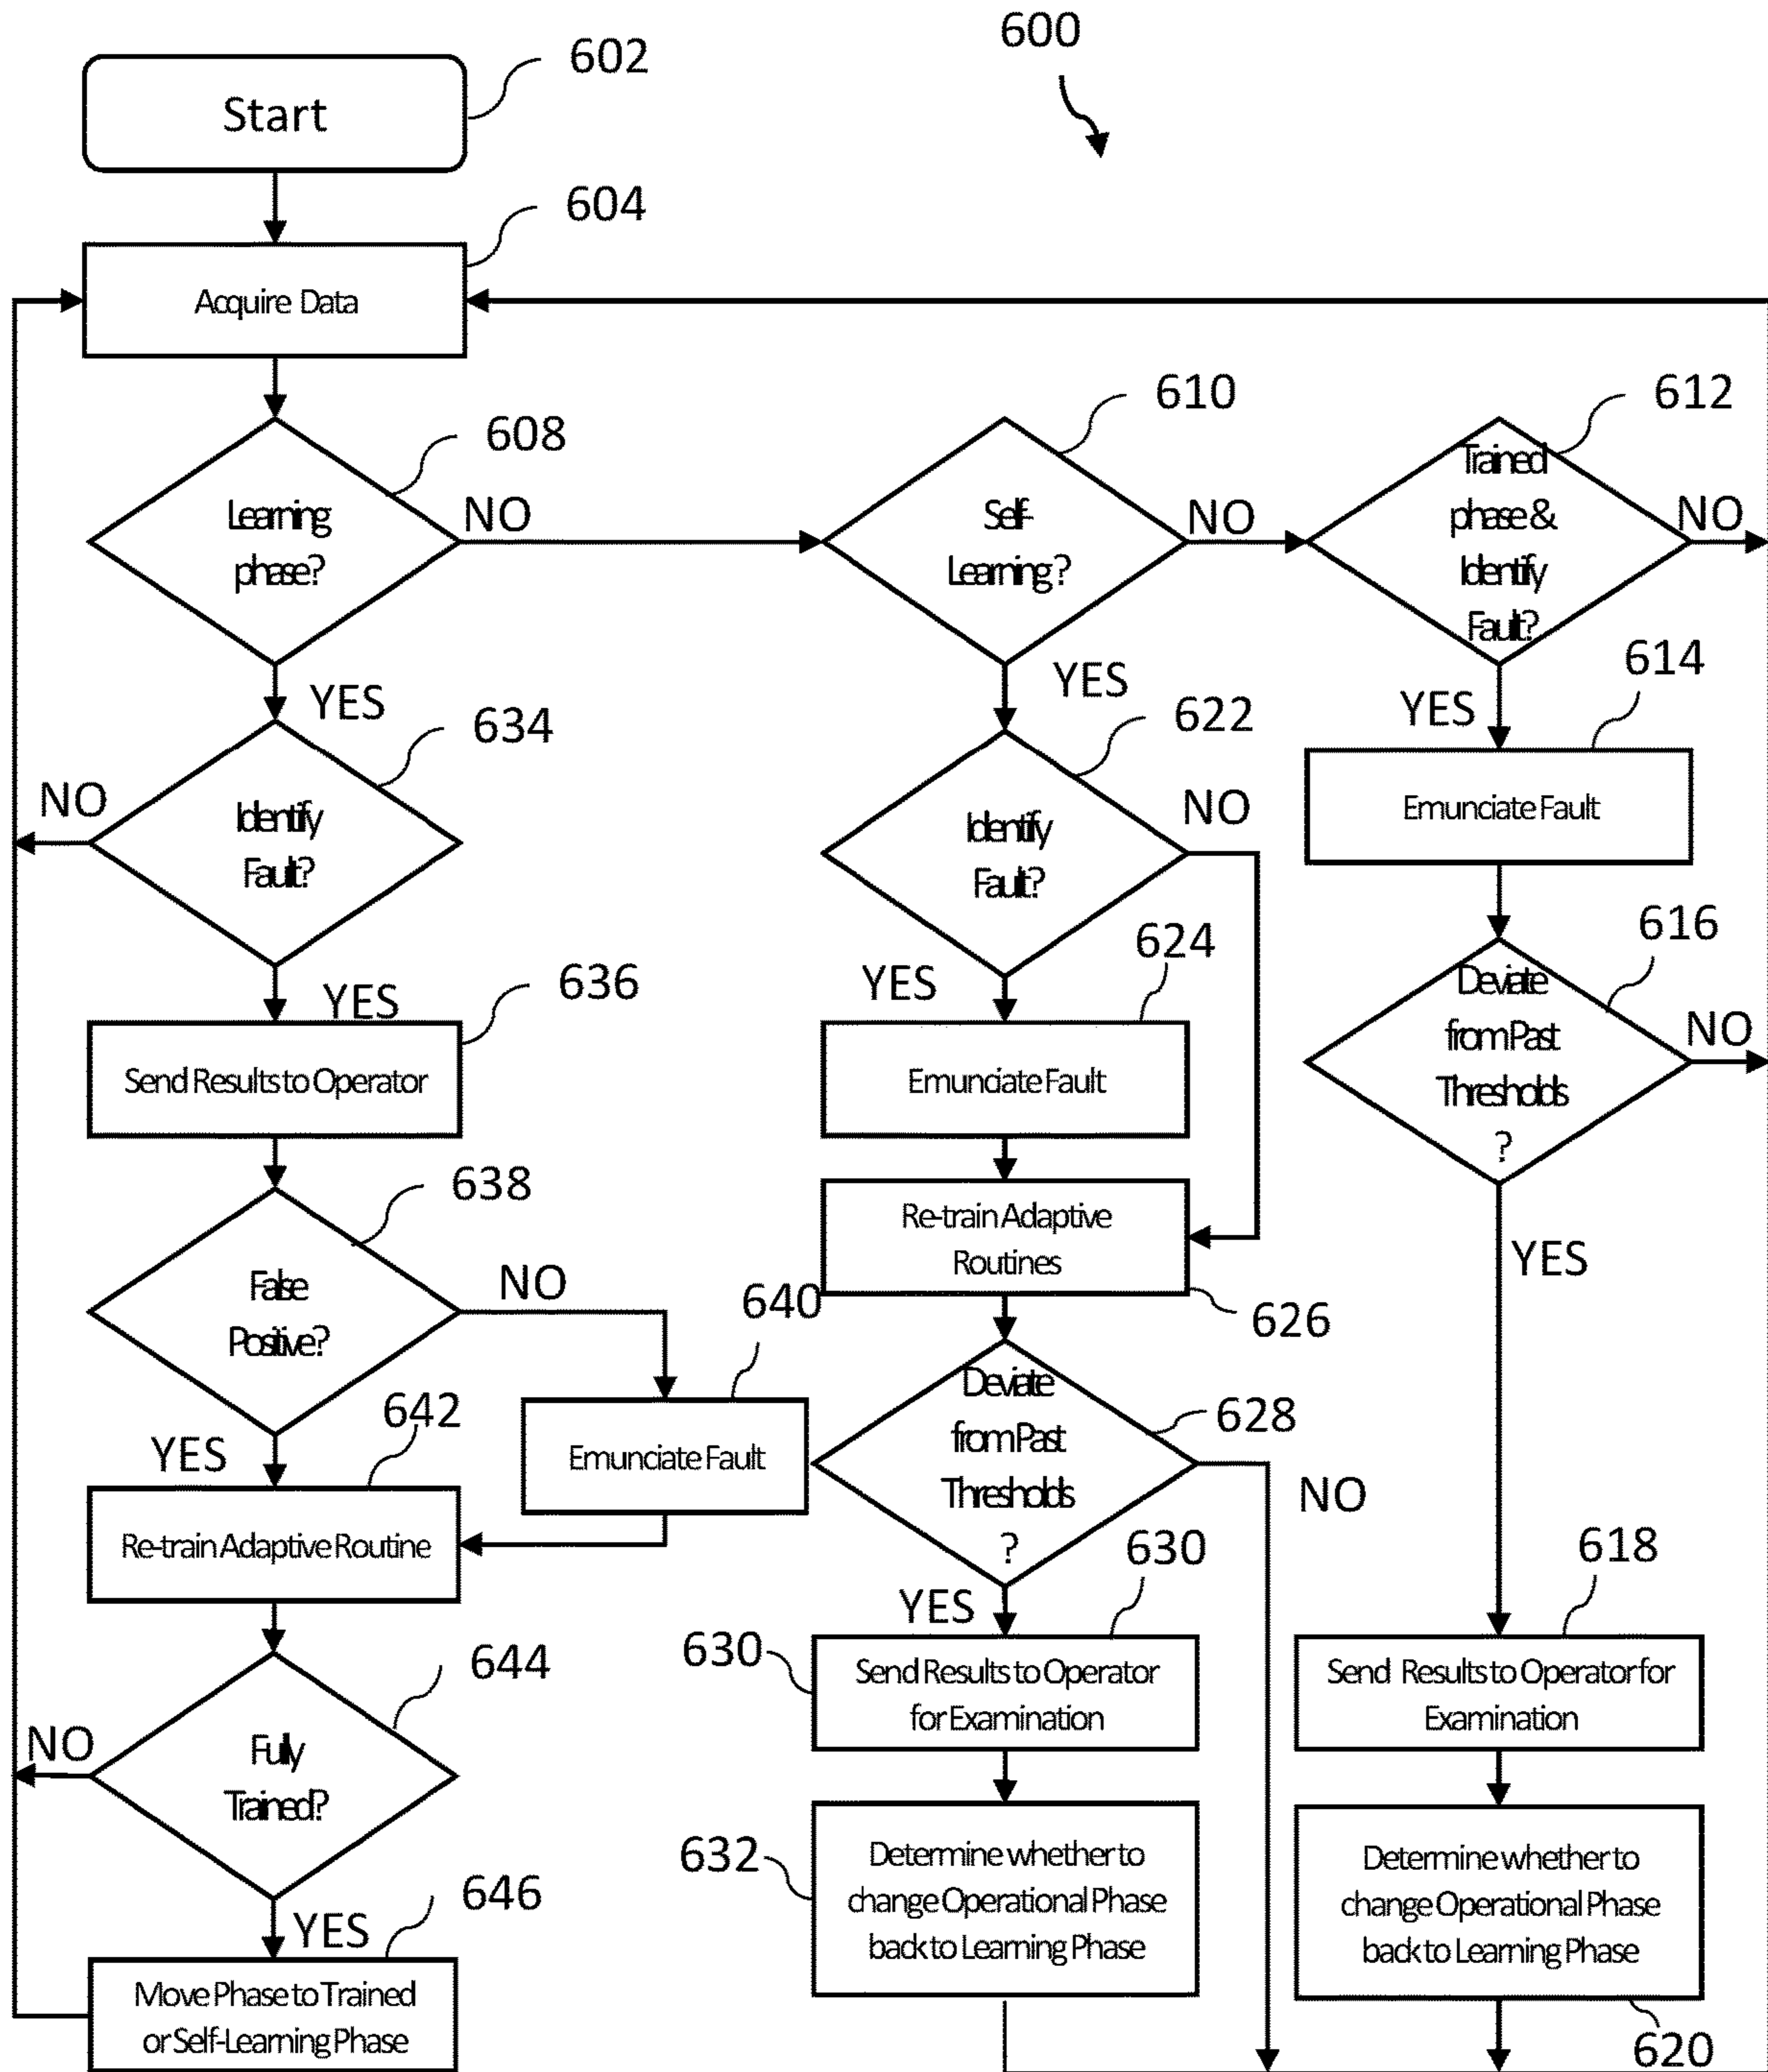 600
602
Start
604
Acquire Data
608
Learning
phase?
NO
YES
610
Self-
Learning?
NO
YES
612
Trained
phase &
Identify
Fault?
NO
YES
614
Emunciate Fault
616
Deviate
from Past
Thresholds
?
NO
YES
618
Send Results to Operator for
Examination
Determine whether to
change Operational Phase
back to Learning Phase
620
622
Identify
Fault?
NO
YES
624
Emunciate Fault
Re-train Adaptive
Routines
626
628
Deviate
from Past
Thresholds
?
NO
YES
630
630
Send Results to Operator
for Examination
632
Determine whether to
change Operational Phase
back to Learning Phase
634
Identify
Fault?
NO
YES
636
Send Results to Operator
638
False
Positive?
NO
YES
640
Emunciate Fault
642
Re-train Adaptive Routine
644
Fully
Trained?
NO
YES
646
Move Phase to Trained
or Self-Learning Phase